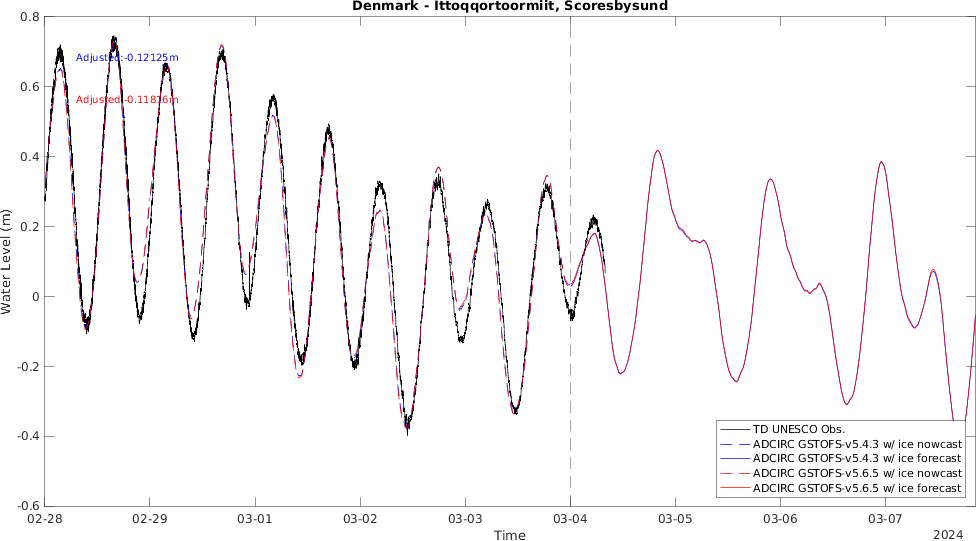 Denmark - Ittoqqortoormiit, Scoresbysund
Adjusted:-0.12125m
Adjusted:-0.11816m
Water Level (m)
0.8
0.6
0.4
0.2
0
-0.2
-0.4
-0.6
02-28 02-29 03-01 03-02 03-03 03-04 03-05 03-06 03-07
Time
2024
TD UNESCO Obs.
ADCIRC GSTOFS-v5.4.3 w/ ice nowcast
ADCIRC GSTOFS-v5.4.3 w/ ice forecast
ADCIRC GSTOFS-v5.6.5 w/ ice nowcast
ADCIRC GSTOFS-v5.6.5 w/ ice forecast